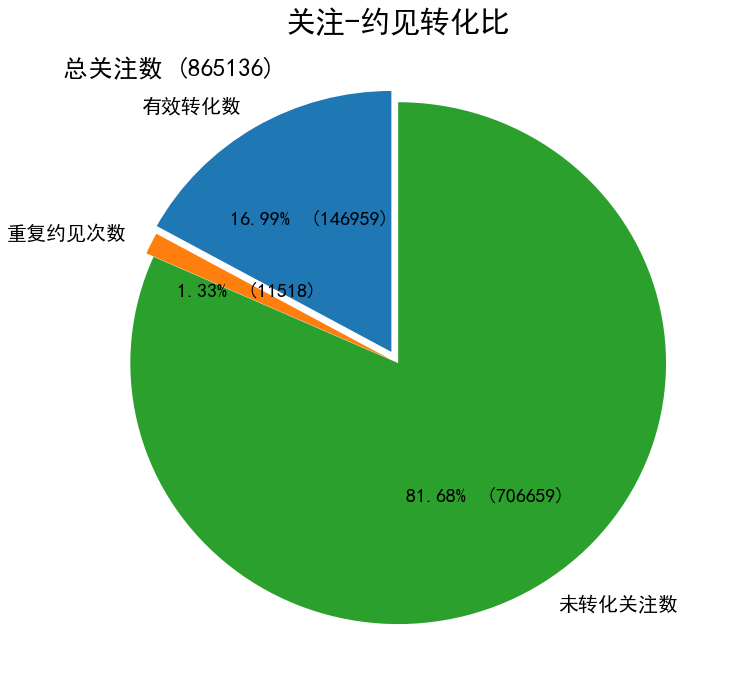 关注-约见转化比
总关注数 (865136)
有效转化数
16.99% (146959)
重复约见次数
1.33% (11518)
81.68% (706659)
未转化关注数